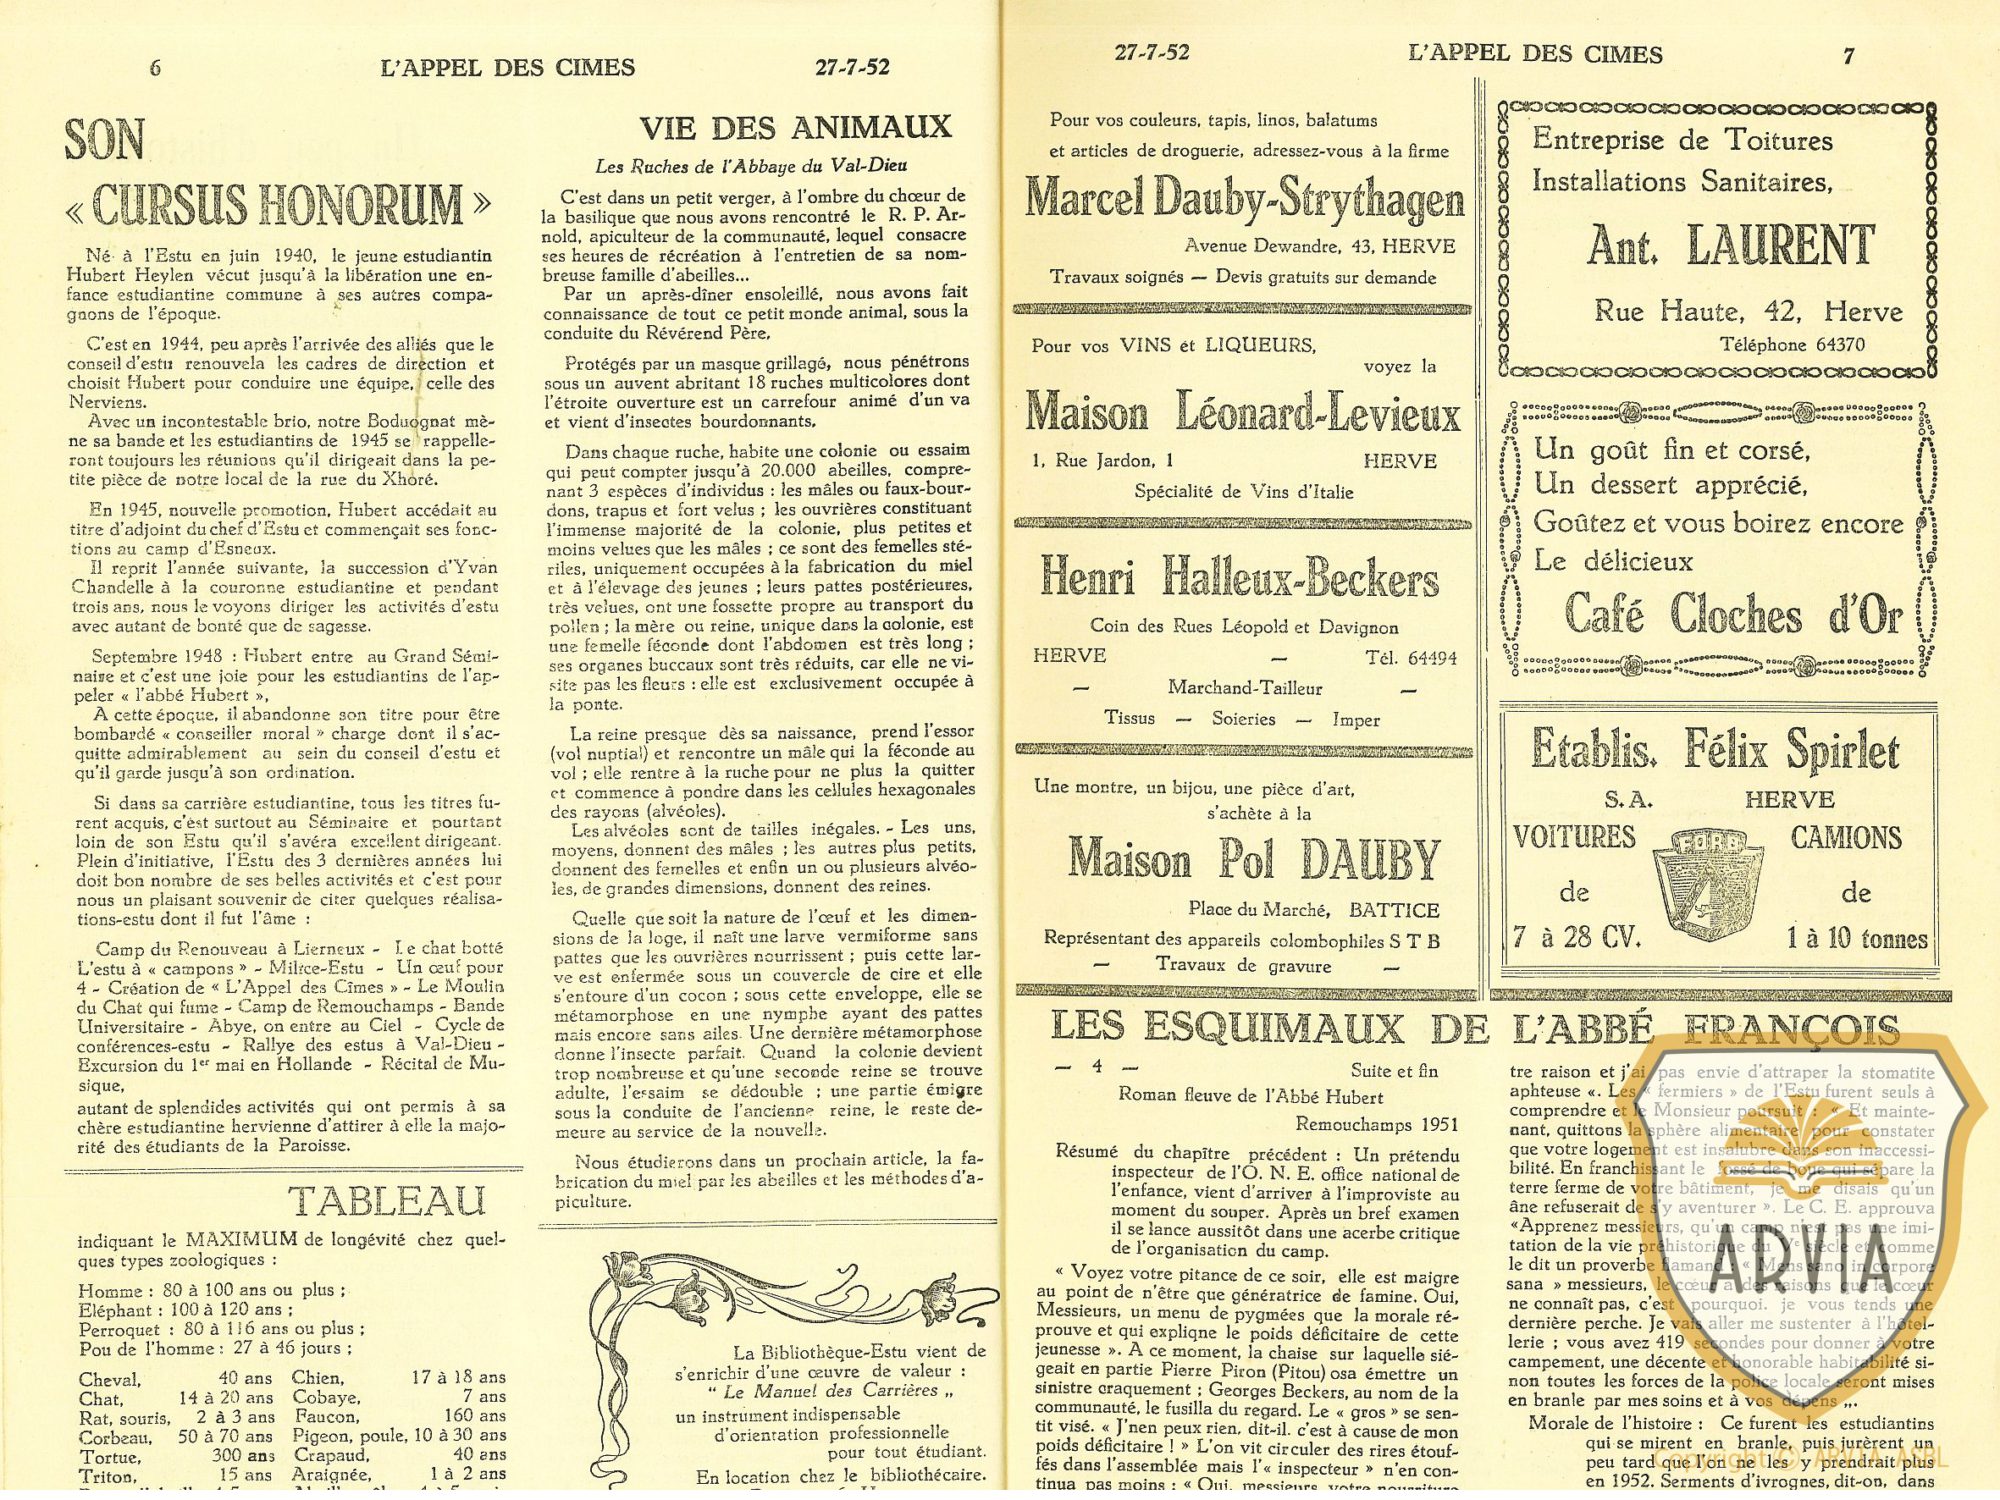 6
L'APPEL DES CIMES
27-7-52
SON
« CURSUS HONORUM »
Né à l'Estu en juin 1940, le jeune estudiantin
Hubert Heylen vécut jusqu'à la libération une en-
fance estudiantine commune à ses autres compa-
gnons de l'époque.
C'est en 1944, peu après l'arrivée des alliés que le
conseil d'estu renouvela les cadres de direction et
choisit Hubert pour conduire une équipe, celle des
Nerviens.
Avec un incontestable brio, notre Boduognat mè-
ne sa bande et les estudiantins de 1945 se rappelle-
ront toujours les réunions qu'il dirigeait dans la pe-
tite pièce de notre local de la rue du Xhoré.
En 1945, nouvelle promotion, Hubert accédait au
titre d'adjoint du chef d'Estu et commençait ses fonc-
tions au camp d'Esneux.
Il reprit l'année suivante, la succession d'Yvan
Chandelle à la couronne estudiantine et pendant
trois ans, nous le voyons diriger les activités d'estu
avec autant de bonté que de sagesse.
Septembre 1948 : Hubert entre au Grand Sémi-
naire et c'est une joie pour les estudiantins de l'ap-
peler « l'abbé Hubert »,
A cette époque, il abandonne son titre pour être
bombardé « conseiller moral » charge dont il s'ac-
quitte admirablement au sein du conseil d'estu et
qu'il garde jusqu'à son ordination.
Si dans sa carrière estudiantine, tous les titres fu-
rent acquis, c'est surtout au Séminaire et pourtant
loin de son Estu qu'il s'avéra excellent dirigeant.
Plein d'initiative, l'Estu des 3 dernières années lui
doit bon nombre de ses belles activités et c'est pour
nous un plaisant souvenir de citer quelques réalisa-
tions-estu dont il fut l'âme :
Camp du Renouveau à Lierneux - Le chat botté
L'estu à « campons » - Milice-Estu - Un œuf pour
4 - Création de « L'Appel des Cîmes » - Le Moulin
du Chat qui fume - Camp de Remouchamps - Bande
Universitaire - Abye, on entre au Ciel - Cycle de
conférences-estu - Rallye des estus à Val-Dieu -
Excursion du 1er mai en Hollande - Récital de Mu-
sique,
autant de splendides activités qui ont permis à sa
chère estudiantine hervienne d'attirer à elle la majo-
rité des étudiants de la Paroisse.
TABLEAU
indiquant le MAXIMUM de longévité chez quel-
ques types zoologiques :
Homme : 80 à 100 ans ou plus ;
Eléphant : 100 à 120 ans ;
Perroquet : 80 à 116 ans ou plus ;
Pou de l'homme : 27 à 46 jours ;
Cheval, 40 ans Chien, 17 à 18 ans
Chat, 14 à 20 ans Cobaye, 7 ans
Rat, souris, 2 à 3 ans Faucon, 160 ans
Corbeau, 50 à 70 ans Pigeon, poule, 10 à 30 ans
Tortue, 300 ans Crapaud, 40 ans
Triton, 15 ans Araignée, 1 à 2 ans
VIE DES ANIMAUX
Les Ruches de l'Abbaye du Val-Dieu
C'est dans un petit verger, à l'ombre du chœur de
la basilique que nous avons rencontré le R. P. Ar-
nold, apiculteur de la communauté, lequel consacre
ses heures de récréation à l'entretien de sa nom-
breuse famille d'abeilles...
Par un après-dîner ensoleillé, nous avons fait
connaissance de tout ce petit monde animal, sous la
conduite du Révérend Père,
Protégés par un masque grillagé, nous pénétrons
sous un auvent abritant 18 ruches multicolores dont
l'étroite ouverture est un carrefour animé d'un va
et vient d'insectes bourdonnants.
Dans chaque ruche, habite une colonie ou essaim
qui peut compter jusqu'à 20.000 abeilles, compre-
nant 3 espèces d'individus : les mâles ou faux-bour-
dons, trapus et fort velus ; les ouvrières constituant
l'immense majorité de la colonie, plus petites et
moins velues que les mâles ; ce sont des femelles sté-
riles, uniquement occupées à la fabrication du miel
et à l'élevage des jeunes ; leurs pattes postérieures,
très velues, ont une fossette propre au transport du
pollen ; la mère ou reine, unique dans la colonie, est
une femelle féconde dont l'abdomen est très long ;
ses organes buccaux sont très réduits, car elle ne vi-
site pas les fleurs : elle est exclusivement occupée à
la ponte.
La reine presque dès sa naissance, prend l'essor
(vol nuptial) et rencontre un mâle qui la féconde au
vol ; elle rentre à la ruche pour ne plus la quitter
et commence à pondre dans les cellules hexagonales
des rayons (alvéoles).
Les alvéoles sont de tailles inégales. - Les uns,
moyens, donnent des mâles ; les autres plus petits,
donnent des femelles et enfin un ou plusieurs alvéo-
les, de grandes dimensions, donnent des reines.
Quelle que soit la nature de l'œuf et les dimen-
sions de la loge, il naît une larve vermiforme sans
pattes que les ouvrières nourrissent ; puis cette lar-
ve est enfermée sous un couvercle de cire et elle
s'entoure d'un cocon ; sous cette enveloppe, elle se
métamorphose en une nymphe ayant des pattes
mais encore sans ailes. Une dernière métamorphose
donne l'insecte parfait. Quand la colonie devient
trop nombreuse et qu'une seconde reine se trouve
adulte, l'essaim se dédouble ; une partie émigre
sous la conduite de l'ancienne reine, le reste de-
meure au service de la nouvelle.
Nous étudierons dans un prochain article, la fa-
brication du miel par les abeilles et les méthodes d'a-
piculture.
La Bibliothèque-Estu vient de
s'enrichir d'une œuvre de valeur :
" Le Manuel des Carrières „
un instrument indispensable
d'orientation professionnelle
pour tout étudiant.
En location chez le bibliothécaire.
27-7-52
L'APPEL DES CIMES
7
Pour vos couleurs, tapis, linos, balatums
et articles de droguerie, adressez-vous à la firme
Marcel Dauby-Strythagen
Avenue Dewandre, 43, HERVE
Travaux soignés — Devis gratuits sur demande
Pour vos VINS et LIQUEURS,
voyez la
Maison Léonard-Levieux
1, Rue Jardon, 1 HERVE
Spécialité de Vins d'Italie
Henri Halleux-Beckers
Coin des Rues Léopold et Davignon
HERVE — Tél. 64494
— Marchand-Tailleur —
Tissus — Soieries — Imper
Une montre, un bijou, une pièce d'art,
s'achète à la
Maison Pol DAUBY
Place du Marché, BATTICE
Représentant des appareils colombophiles S T B
— Travaux de gravure —
Entreprise de Toitures
Installations Sanitaires,
Ant. LAURENT
Rue Haute, 42, Herve
Téléphone 64370
Un goût fin et corsé,
Un dessert apprécié,
Goûtez et vous boirez encore
Le délicieux
Café Cloches d'Or
Etablis. Félix Spirlet
S.A. HERVE
VOITURES FORD CAMIONS
de de
7 à 28 CV. 1 à 10 tonnes
LES ESQUIMAUX DE L'ABBÉ FRANÇOIS
— 4 — Suite et fin
Roman fleuve de l'Abbé Hubert
Remouchamps 1951
Résumé du chapître précédent : Un prétendu
inspecteur de l'O. N. E. office national de
l'enfance, vient d'arriver à l'improviste au
moment du souper. Après un bref examen
il se lance aussitôt dans une acerbe critique
de l'organisation du camp.
« Voyez votre pitance de ce soir, elle est maigre
au point de n'être que génératrice de famine. Oui,
Messieurs, un menu de pygmées que la morale ré-
prouve et qui expligne le poids déficitaire de cette
jeunesse ». A ce moment, la chaise sur laquelle sié-
geait en partie Pierre Piron (Pitou) osa émettre un
sinistre craquement ; Georges Beckers, au nom de la
communauté, le fusilla du regard. Le « gros » se sen-
tit visé. « J'nen peux rien, dit-il. c'est à cause de mon
poids déficitaire ! » L'on vit circuler des rires étouf-
fés dans l'assemblée mais l'« inspecteur » n'en con-
tinua pas moins : « Oui, messieurs, votre nourriture
tre raison et j'ai pas envie d'attraper la stomatite
aphteuse «. Les « fermiers » de l'Estu furent seuls à
comprendre et le Monsieur poursuit : « Et mainte-
nant, quittons la sphère alimentaire pour constater
que votre logement est insalubre dans son inaccessi-
bilité. En franchissant le fossé de boue qui sépare la
terre ferme de votre bâtiment, je me disais qu'un
âne refuserait de s'y aventurer ». Le C. E. approuva
«Apprenez messieurs, qu'un camp n'est pas une imi-
tation de la vie préhistorique du Ve siècle et comme
le dit un proverbe flamand : « Mens sano in corpore
sana » messieurs, le cœur a des raisons que le cœur
ne connaît pas, c'est pourquoi. je vous tends une
dernière perche. Je vais aller me sustenter à l'hôtel-
lerie ; vous avez 419 secondes pour donner à votre
campement, une décente et honorable habitabilité si-
non toutes les forces de la police locale seront mises
en branle par mes soins et à vos dépens „.
Morale de l'histoire : Ce furent les estudiantins
qui se mirent en branle, puis jurèrent un
peu tard que l'on ne les y prendrait plus
en 1952. Serments d'ivrognes, dit-on, dans
ARVIA
Copyright © ARVIA ASBL